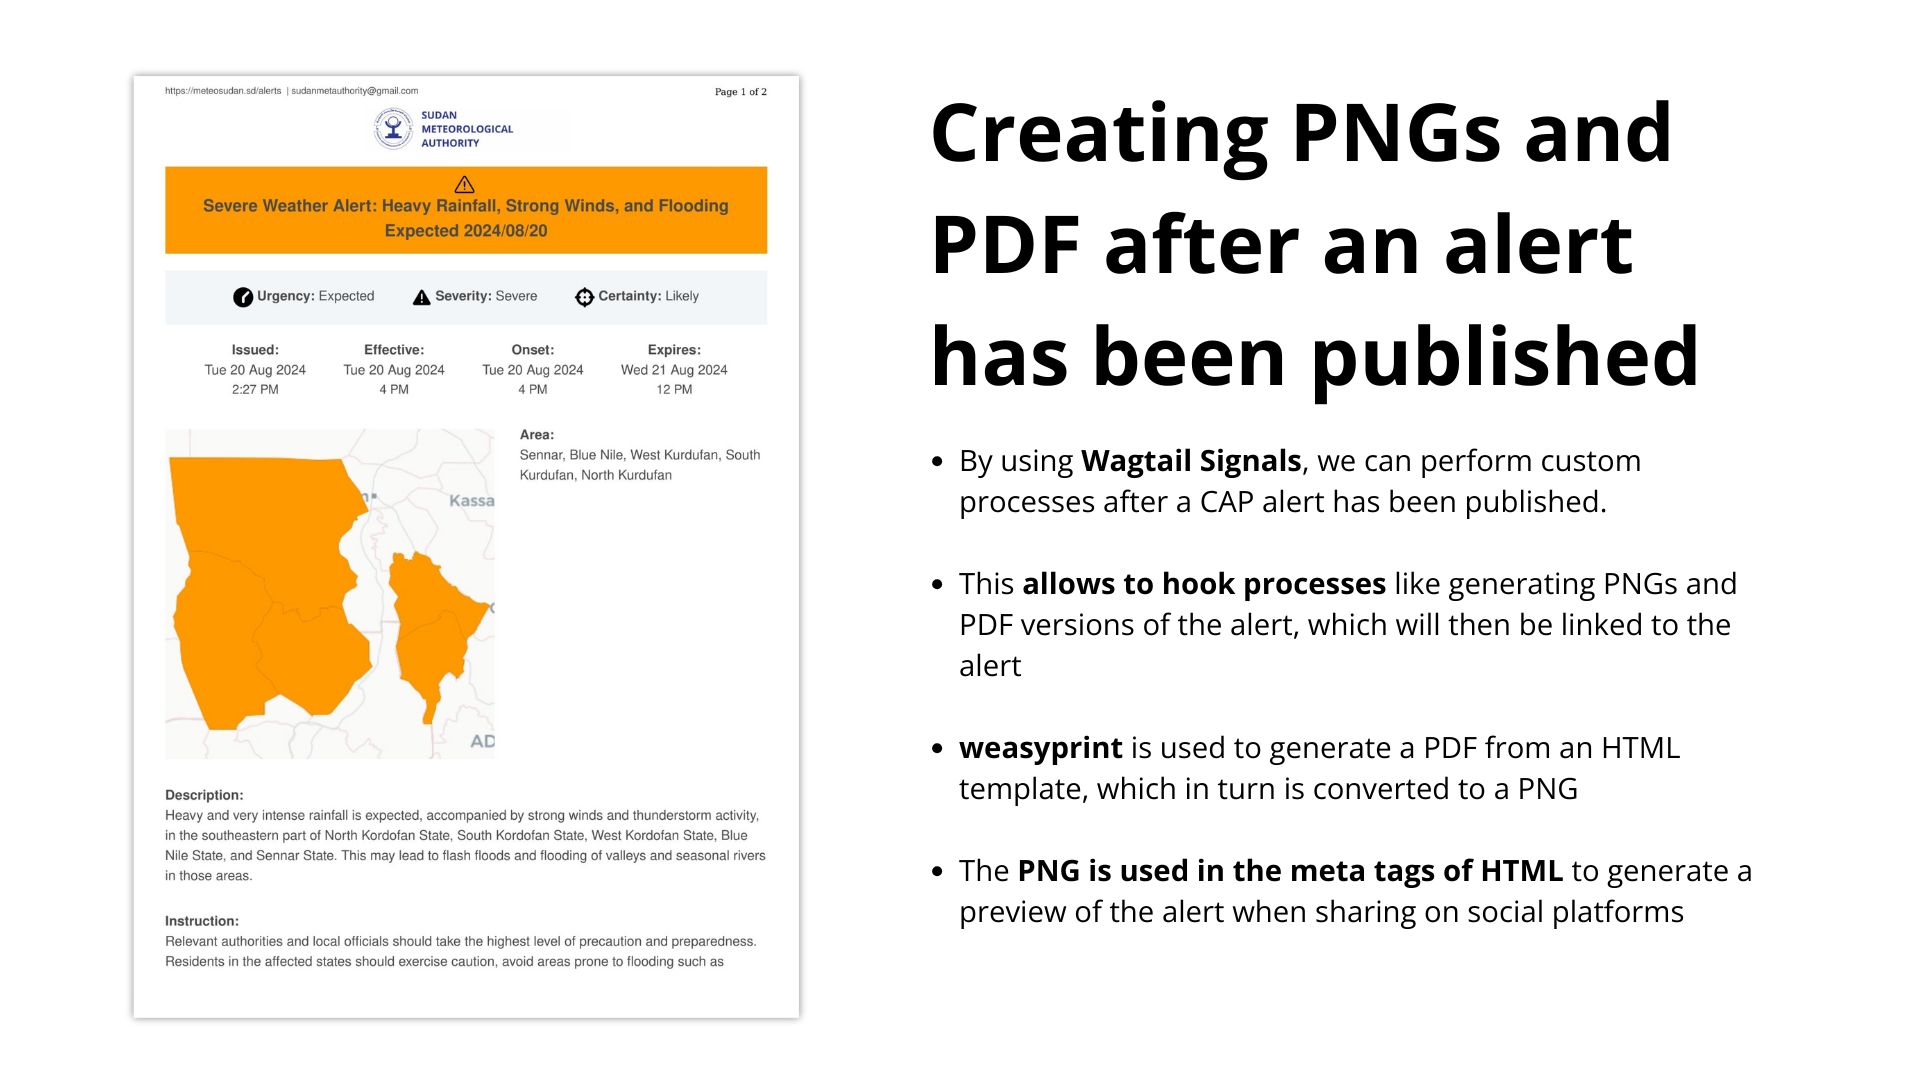 https://meteosudan.sd/alerts | sudanmetauthority@gmail.com
Page 1 of 2
SUDAN
METEOROLOGICAL
AUTHORITY
Severe Weather Alert: Heavy Rainfall, Strong Winds, and Flooding
Expected 2024/08/20
Urgency: Expected
Severity: Severe
Certainty: Likely
Issued:
Tue 20 Aug 2024
2:27 PM
Effective:
Tue 20 Aug 2024
4 PM
Onset:
Tue 20 Aug 2024
4 PM
Expires:
Wed 21 Aug 2024
12 PM
Kassa
AD
Area:
Sennar, Blue Nile, West Kurdufan, South
Kurdufan, North Kurdufan
Description:
Heavy and very intense rainfall is expected, accompanied by strong winds and thunderstorm activity,
in the southeastern part of North Kordofan State, South Kordofan State, West Kordofan State, Blue
Nile State, and Sennar State. This may lead to flash floods and flooding of valleys and seasonal rivers
in those areas.
Instruction:
Relevant authorities and local officials should take the highest level of precaution and preparedness.
Residents in the affected states should exercise caution, avoid areas prone to flooding such as
Creating PNGs and
PDF after an alert
has been published
• By using Wagtail Signals, we can perform custom
processes after a CAP alert has been published.
• This allows to hook processes like generating PNGs and
PDF versions of the alert, which will then be linked to the
alert
• weasyprint is used to generate a PDF from an HTML
template, which in turn is converted to a PNG
• The PNG is used in the meta tags of HTML to generate a
preview of the alert when sharing on social platforms